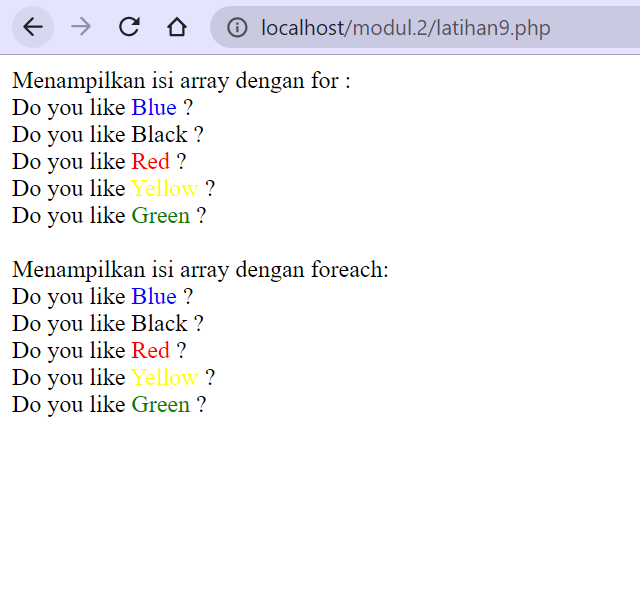 localhost/modul.2/latihan9.php
Menampilkan isi array dengan for :
Do you like Blue ?
Do you like Black ?
Do you like Red ?
Do you like Yellow ?
Do you like Green ?
Menampilkan isi array dengan foreach:
Do you like Blue ?
Do you like Black ?
Do you like Red ?
Do you like Yellow ?
Do you like Green ?